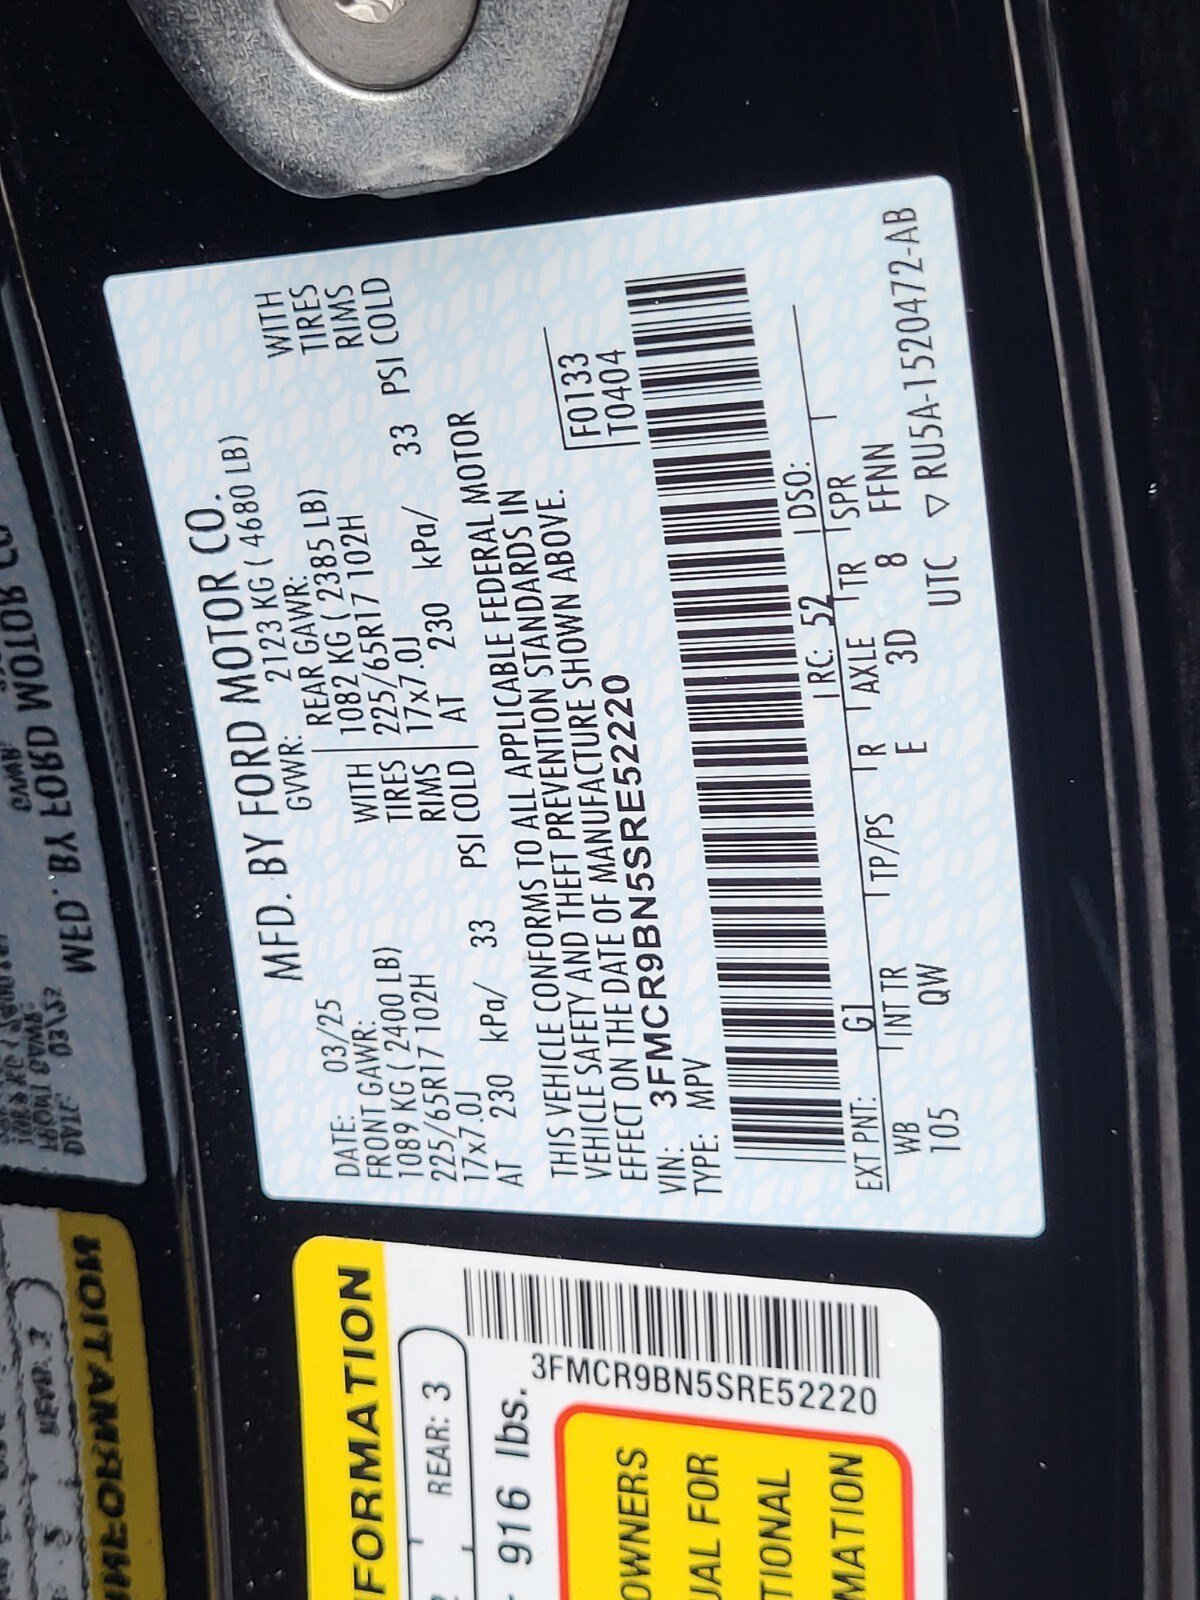 MFD. BY FORD MOTOR CO.
DATE: 03/25 GVWR: 2123 KG ( 4680 LB)
FRONT GAWR: REAR GAWR: WITH
1089 KG ( 2400 LB) WITH 1082 KG ( 2385 LB) TIRES
225/65R17 102H TIRES 225/65R17 102H RIMS
17x7.0J RIMS 17x7.0J
AT 230 kPa/ 33 PSI COLD AT 230 kPa/ 33 PSI COLD
THIS VEHICLE CONFORMS TO ALL APPLICABLE FEDERAL MOTOR
VEHICLE SAFETY AND THEFT PREVENTION STANDARDS IN
EFFECT ON THE DATE OF MANUFACTURE SHOWN ABOVE.
VIN: 3FMCR9BN5SRE52220 F0133
TYPE: MPV T0404
EXT PNT: G1 RC: 52 DSO:
WB INT TR TP/PS R AXLE TR SPR
105 QW E 3D 8 FFNN
UTC ▽ RU5A-1520472-AB
FORMATION
REAR: 3
916 lbs.
3FMCR9BN5SRE52220
OWNERS
UAL FOR
TIONAL
MATION